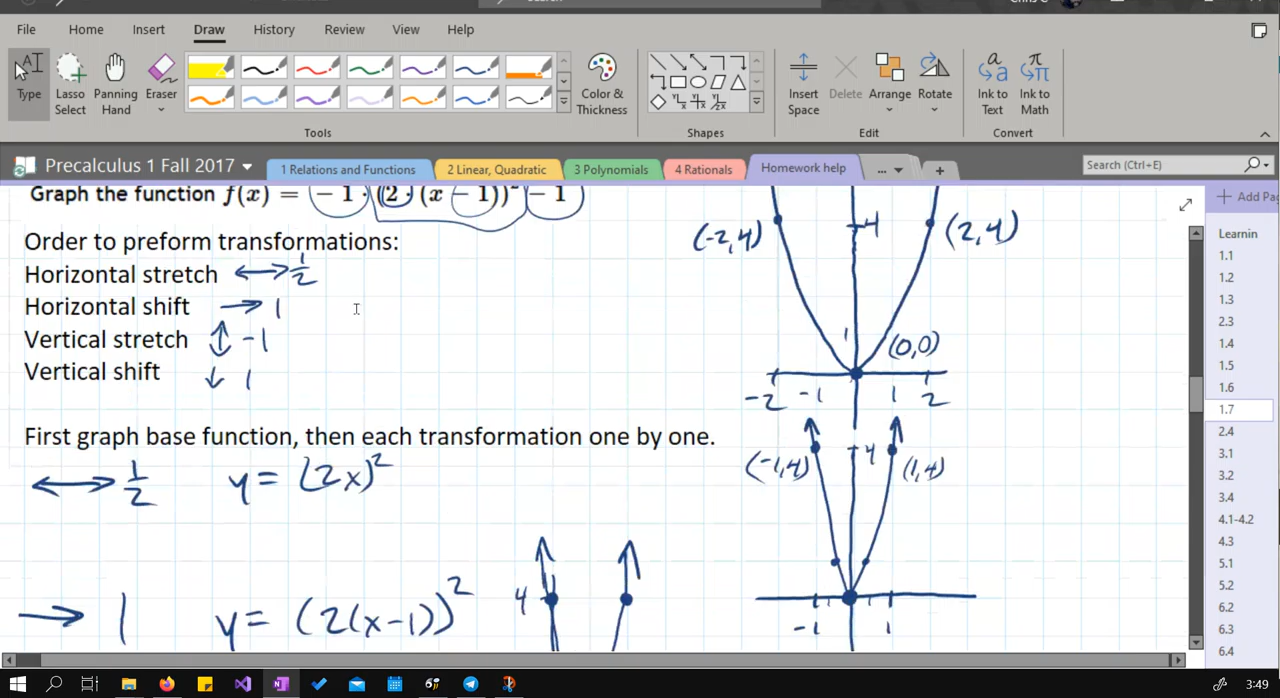 File Home Insert Draw History Review View Help
Type
Lasso Select
Panning Hand
Eraser
Color & Thickness
Insert Space
Delete
Arrange
Rotate
Ink to Text
Ink to Math
Tools Shapes Edit Convert
Precalculus 1 Fall 2017
1 Relations and Functions
2 Linear, Quadratic
3 Polynomials
4 Rationals
Homework help
...
Search (Ctrl+E)
Graph the function f(x) = −1 · (2 · (x − 1))² − 1
Order to preform transformations:
Horizontal stretch ↔ 1/2
Horizontal shift → 1
Vertical stretch ↕ -1
Vertical shift ↓ 1
First graph base function, then each transformation one by one.
↔ 1/2 y = (2x)²
→ 1 y = (2(x-1))²
4
(-2,4) 4 (2,4)
1 (0,0)
-2 -1 1 2
(-1,4) 4 (1,4)
-1 1
Add Pag
Learnin
1.1
1.2
1.3
2.3
1.4
1.5
1.6
1.7
2.4
3.1
3.2
3.4
4.1-4.2
4.3
5.1
5.2
6.2
6.3
6.4
3:49